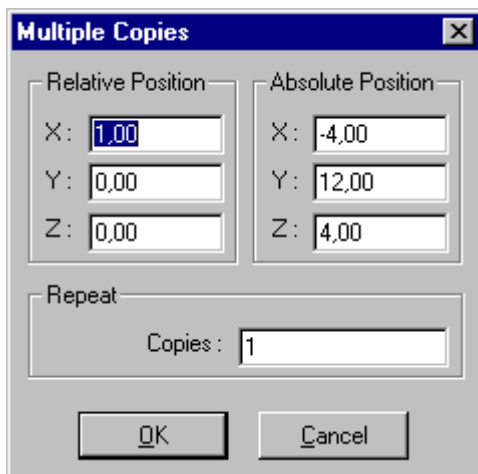 Multiple Copies
Relative Position
X: 1,00
Y: 0,00
Z: 0,00
Absolute Position
X: -4,00
Y: 12,00
Z: 4,00
Repeat
Copies: 1
OK
Cancel